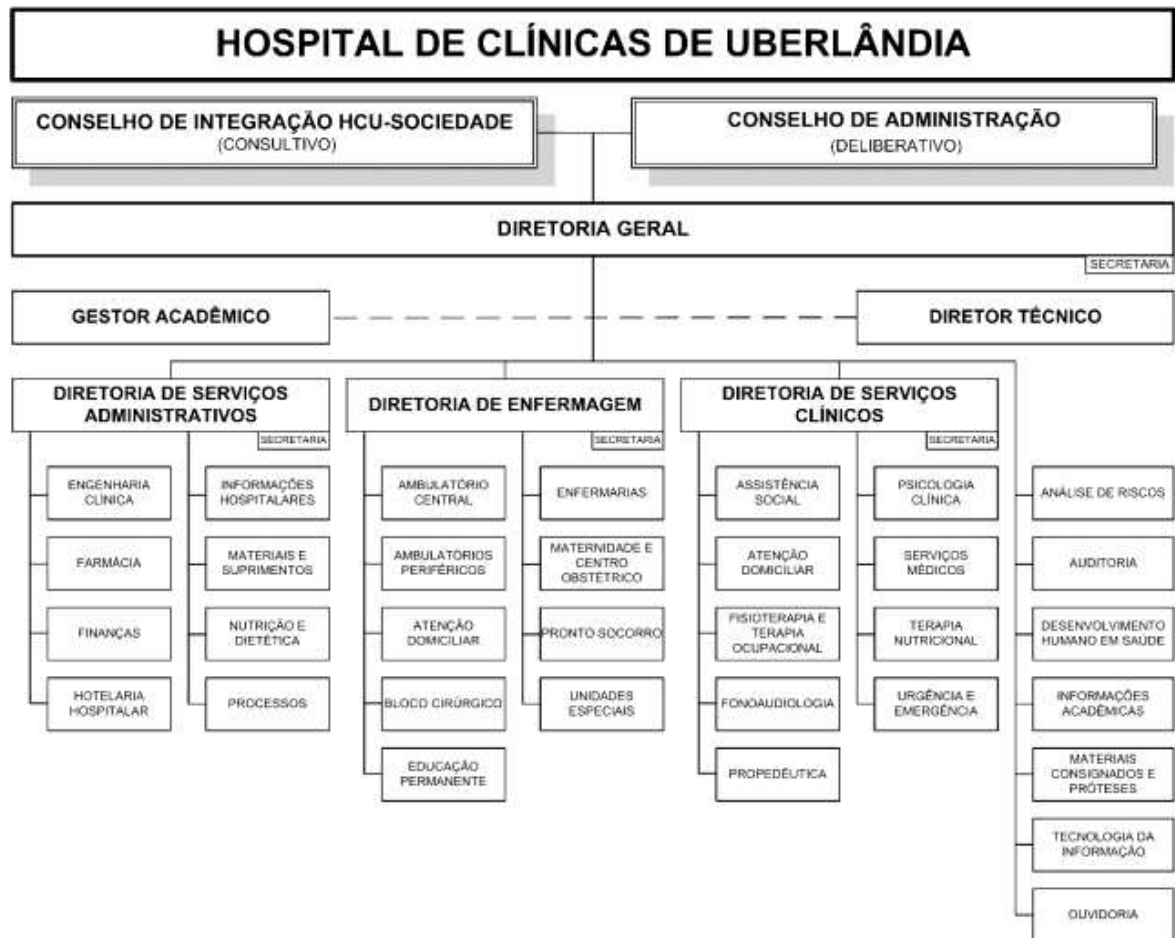 HOSPITAL DE CLÍNICAS DE UBERLÂNDIA
CONSELHO DE INTEGRAÇÃO HCU-SOCIEDADE
(CONSULTIVO)
CONSELHO DE ADMINISTRAÇÃO
(DELIBERATIVO)
DIRETORIA GERAL
SECRETARIA
GESTOR ACADÊMICO
DIRETOR TÉCNICO
DIRETORIA DE SERVIÇOS
ADMINISTRATIVOS
SECRETARIA
ENGENHARIA
CLÍNICA
FARMÁCIA
FINANÇAS
HOTELARIA
HOSPITALAR
INFORMAÇÕES
HOSPITALARES
MATERIAIS E
SUPRIMENTOS
NUTRIÇÃO E
DIETÉTICA
PROCESSOS
DIRETORIA DE ENFERMAGEM
SECRETARIA
AMBULATÓRIO
CENTRAL
AMBULATÓRIOS
PERIFÉRICOS
ATENÇÃO
DOMICILIAR
BLOCO CIRÚRGICO
EDUCAÇÃO
PERMANENTE
ENFERMARIAS
MATERNIDADE E
CENTRO
OBSTÉTRICO
PRONTO SOCORRO
UNIDADES
ESPECIAIS
DIRETORIA DE SERVIÇOS
CLÍNICOS
SECRETARIA
ASSISTÊNCIA
SOCIAL
ATENÇÃO
DOMICILIAR
FISIOTERAPIA E
TERAPIA
OCUPACIONAL
FONOAUDIOLOGIA
PROPEDÊUTICA
PSICOLOGIA
CLÍNICA
SERVIÇOS
MÉDICOS
TERAPIA
NUTRICIONAL
URGÊNCIA E
EMERGÊNCIA
ANÁLISE DE RISCOS
AUDITORIA
DESENVOLVIMENTO
HUMANO EM SAÚDE
INFORMAÇÕES
ACADÊMICAS
MATERIAIS
CONSIGNADOS E
PRÓTESES
TECNOLOGIA DA
INFORMAÇÃO
OUVIDORIA